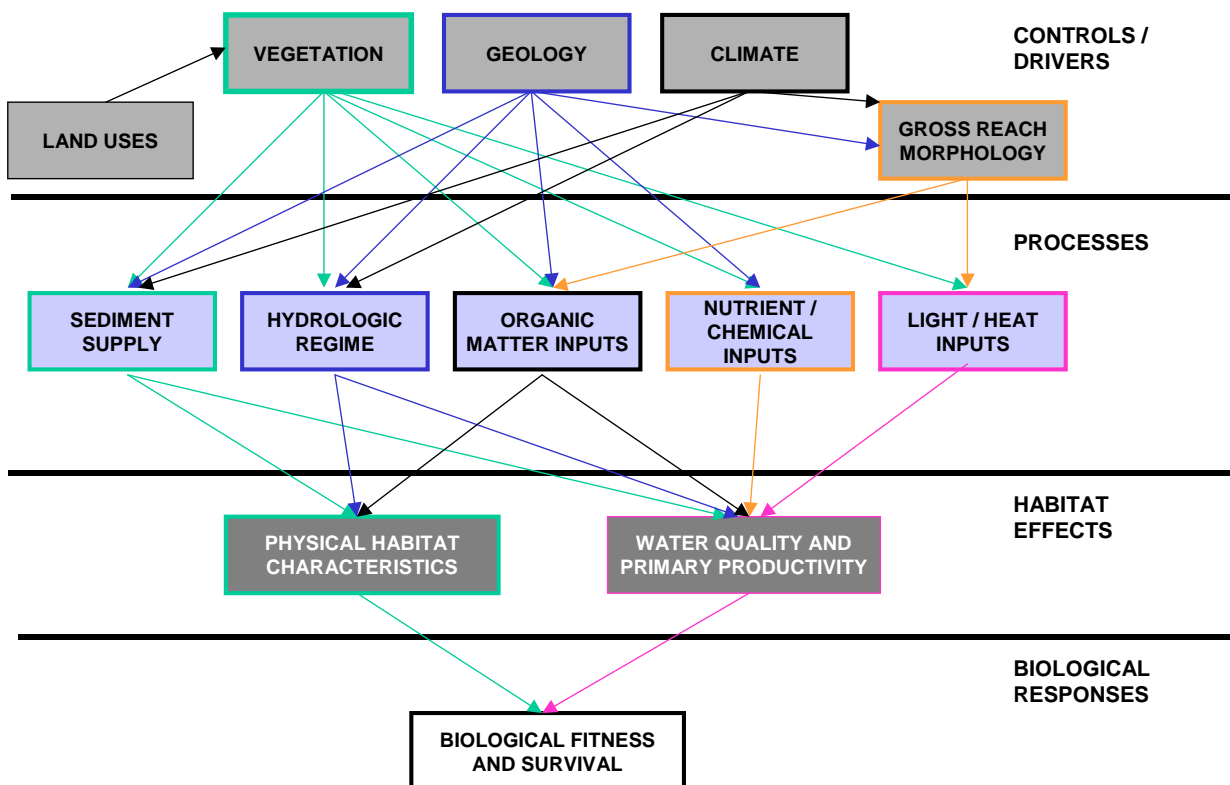 VEGETATION
GEOLOGY
CLIMATE
CONTROLS /
DRIVERS
LAND USES
GROSS REACH
MORPHOLOGY
PROCESSES
SEDIMENT
SUPPLY
HYDROLOGIC
REGIME
ORGANIC
MATTER INPUTS
NUTRIENT /
CHEMICAL
INPUTS
LIGHT / HEAT
INPUTS
HABITAT
EFFECTS
PHYSICAL HABITAT
CHARACTERISTICS
WATER QUALITY AND
PRIMARY PRODUCTIVITY
BIOLOGICAL
RESPONSES
BIOLOGICAL FITNESS
AND SURVIVAL